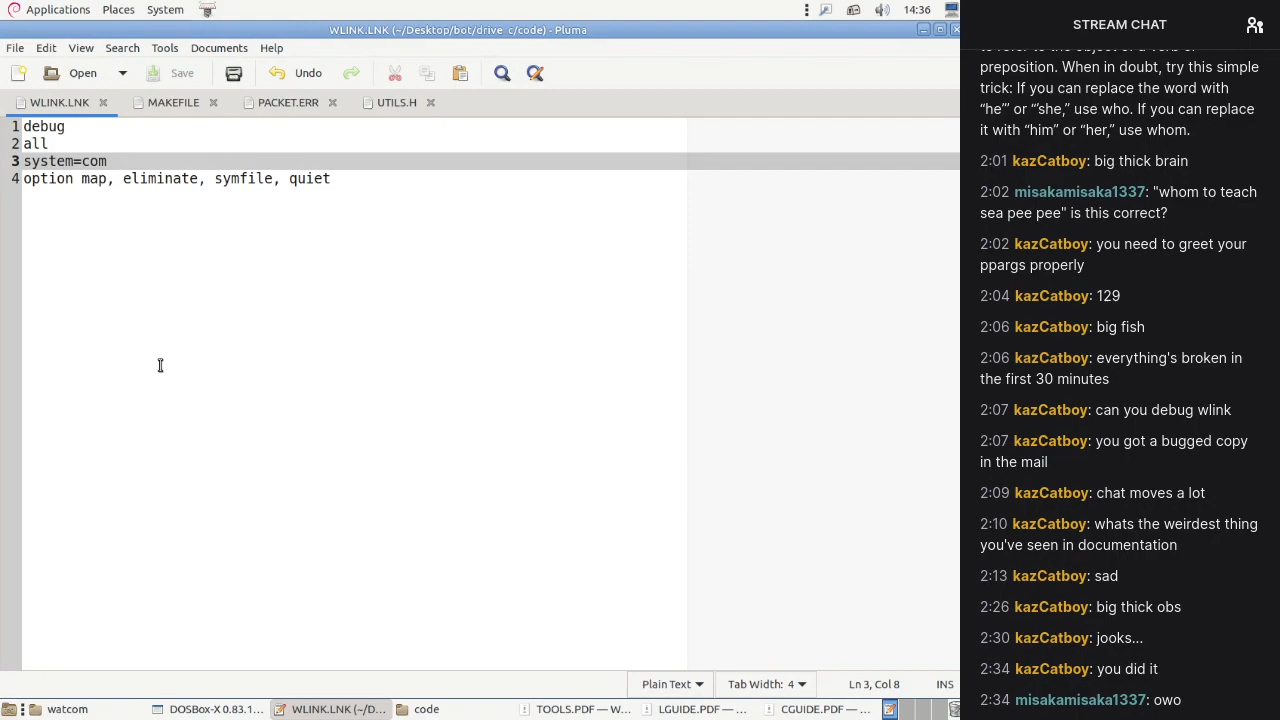 Applications Places System 14:36
WLINK.LNK (~/Desktop/bot/drive_c/code) - Pluma
File Edit View Search Tools Documents Help
Open Save Undo
WLINK.LNK MAKEFILE PACKET.ERR UTILS.H
1 debug
2 all
3 system=com
4 option map, eliminate, symfile, quiet
Plain Text Tab Width: 4 Ln 3, Col 8 INS
watcom DOSBox-X 0.83.1... WLINK.LNK (~/D... code TOOLS.PDF — W... LGUIDE.PDF — ... CGUIDE.PDF — ...
STREAM CHAT
to refer to the object of a verb or
preposition. When in doubt, try this simple
trick: If you can replace the word with
“he”’ or “’she,” use who. If you can replace
it with “him” or “her,” use whom.
2:01 kazCatboy: big thick brain
2:02 misakamisaka1337: "whom to teach
sea pee pee" is this correct?
2:02 kazCatboy: you need to greet your
ppargs properly
2:04 kazCatboy: 129
2:06 kazCatboy: big fish
2:06 kazCatboy: everything's broken in
the first 30 minutes
2:07 kazCatboy: can you debug wlink
2:07 kazCatboy: you got a bugged copy
in the mail
2:09 kazCatboy: chat moves a lot
2:10 kazCatboy: whats the weirdest thing
you've seen in documentation
2:13 kazCatboy: sad
2:26 kazCatboy: big thick obs
2:30 kazCatboy: jooks...
2:34 kazCatboy: you did it
2:34 misakamisaka1337: owo